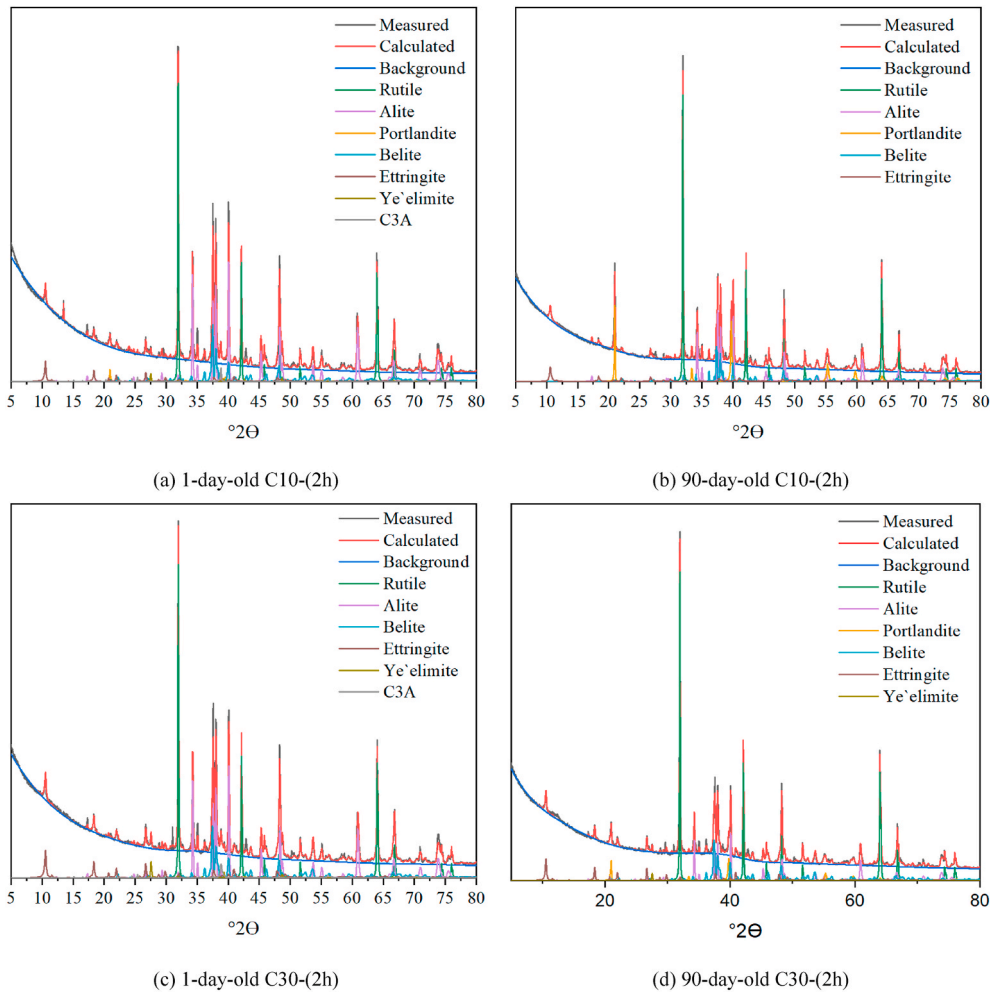 Measured
Calculated
Background
Rutile
Alite
Portlandite
Belite
Ettringite
Ye`elimite
C3A
5 10 15 20 25 30 35 40 45 50 55 60 65 70 75 80
°2Θ
(a) 1-day-old C10-(2h)
Measured
Calculated
Background
Rutile
Alite
Portlandite
Belite
Ettringite
5 10 15 20 25 30 35 40 45 50 55 60 65 70 75 80
°2Θ
(b) 90-day-old C10-(2h)
Measured
Calculated
Background
Rutile
Alite
Belite
Ettringite
Ye`elimite
C3A
5 10 15 20 25 30 35 40 45 50 55 60 65 70 75 80
°2Θ
(c) 1-day-old C30-(2h)
Measured
Calculated
Background
Rutile
Alite
Portlandite
Belite
Ettringite
Ye`elimite
20 40 60 80
°2Θ
(d) 90-day-old C30-(2h)